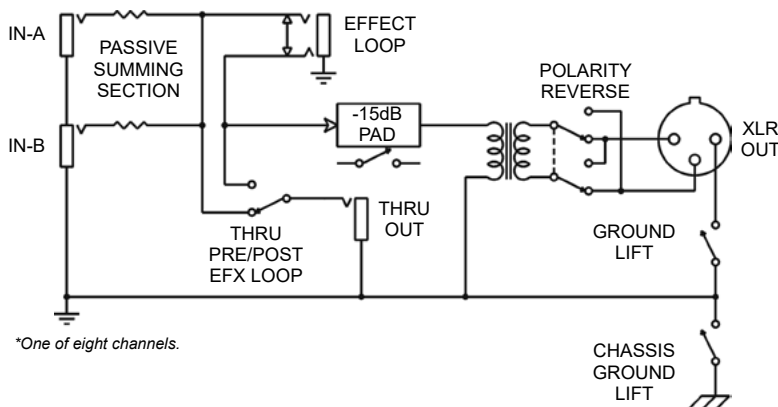 IN-A
PASSIVE
SUMMING
SECTION
EFFECT
LOOP
POLARITY
REVERSE
-15dB
PAD
XLR
OUT
IN-B
THRU
OUT
THRU
PRE/POST
EFX LOOP
GROUND
LIFT
*One of eight channels.
CHASSIS
GROUND
LIFT